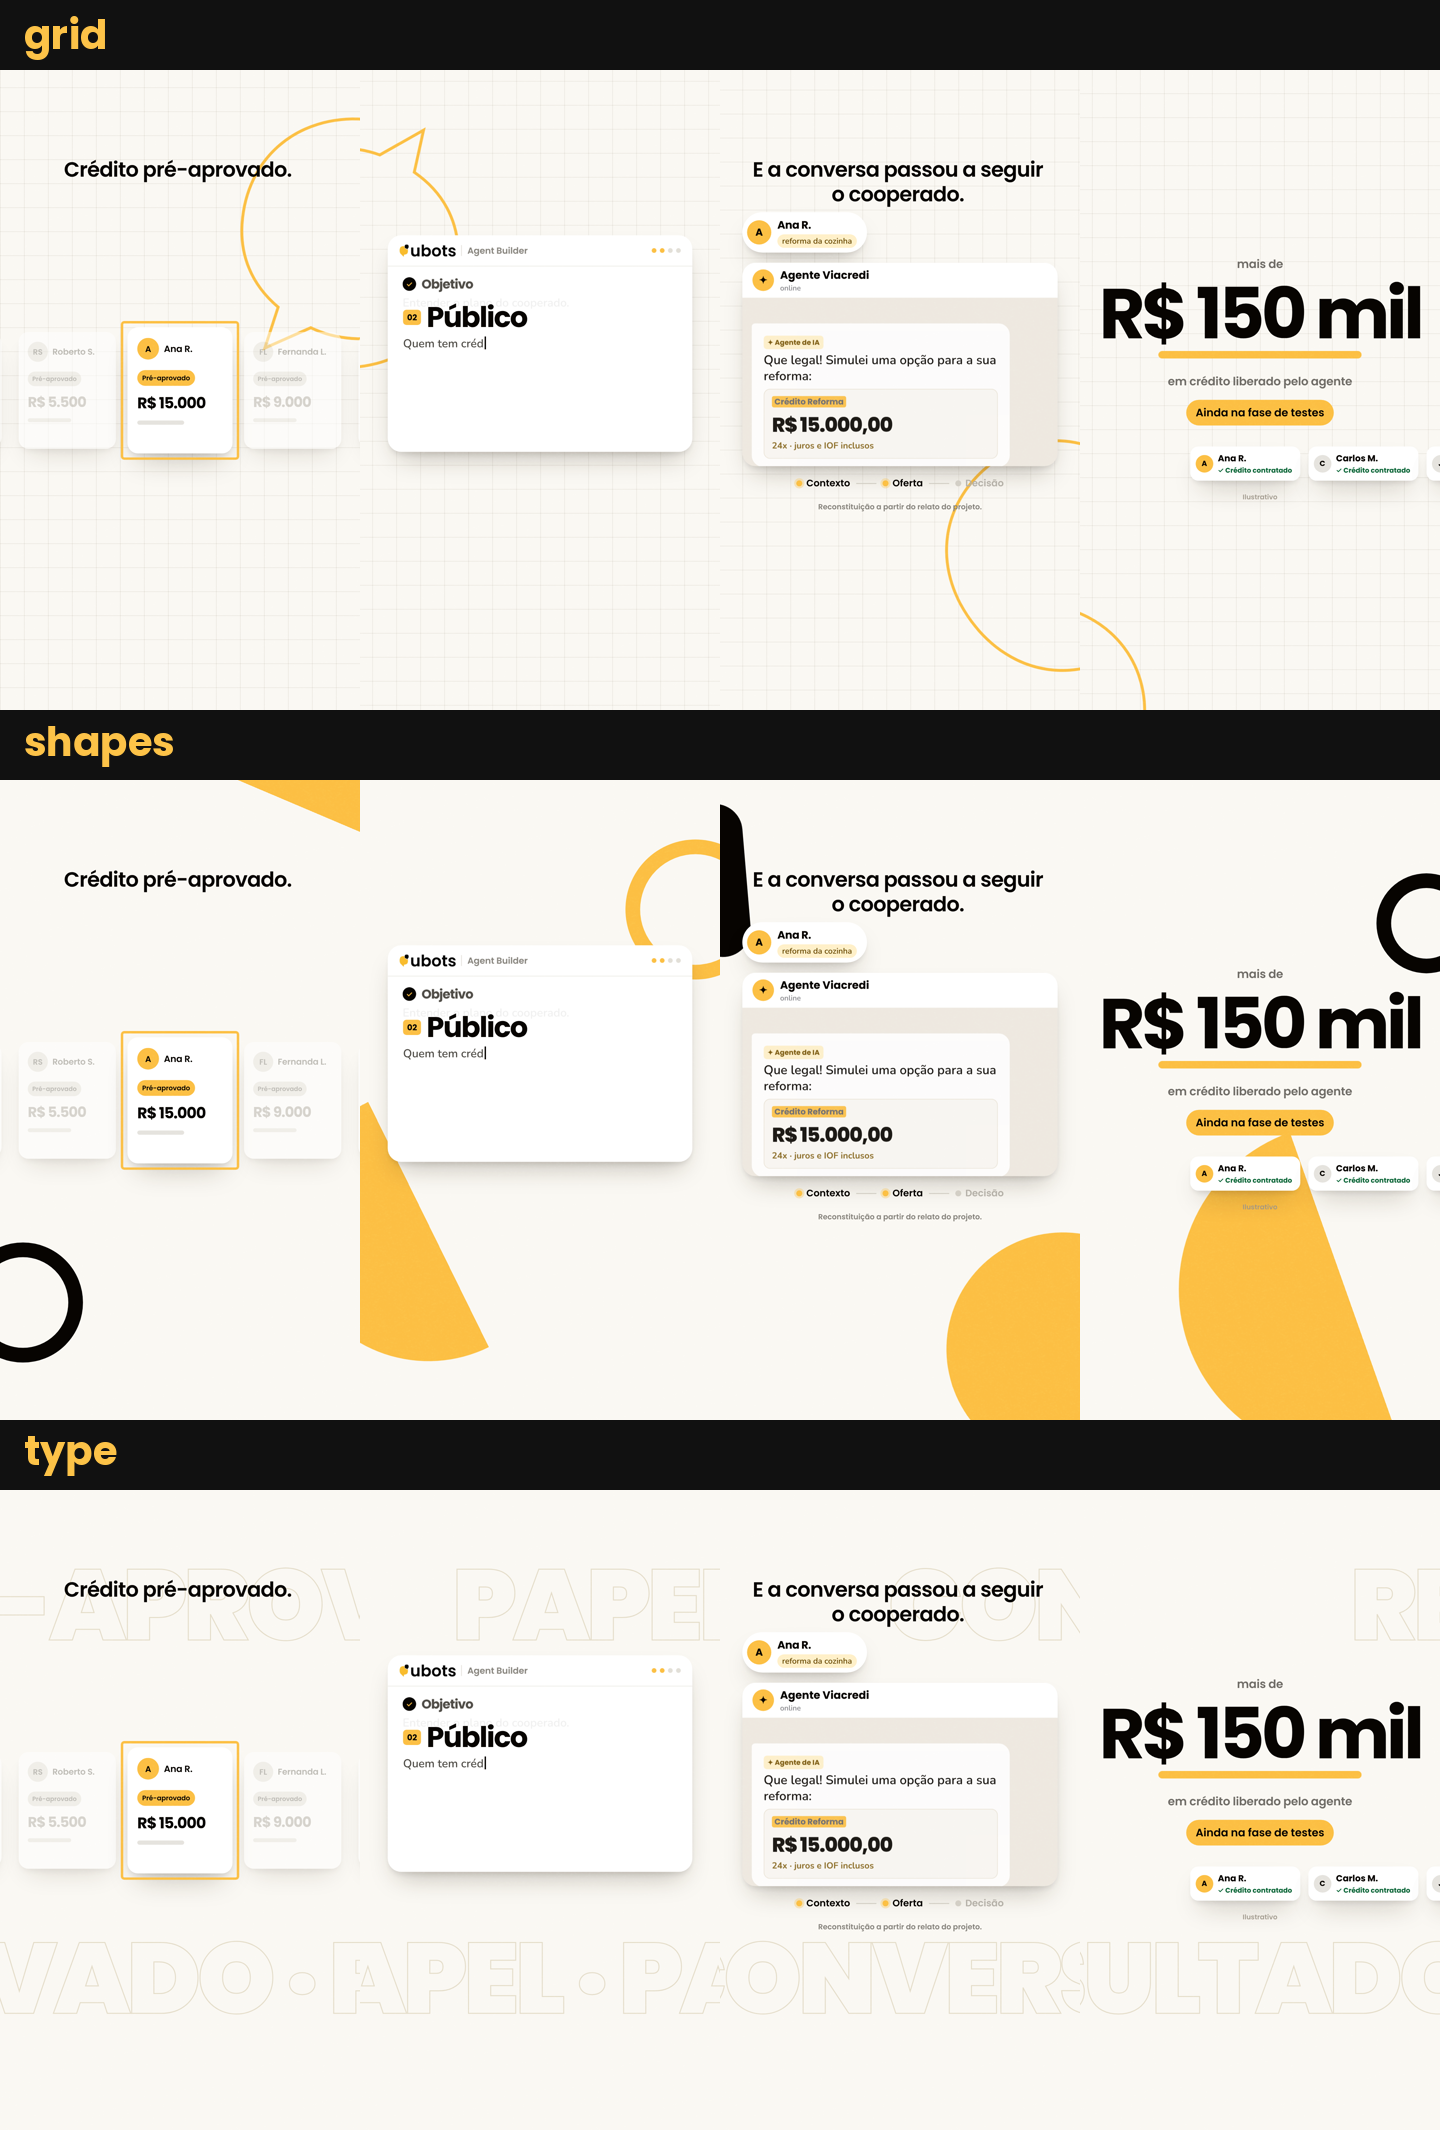 grid
Crédito pré-aprovado.
RS Roberto S.
Pré-aprovado
R$ 5.500
A Ana R.
Pré-aprovado
R$ 15.000
FL Fernanda L.
Pré-aprovado
R$ 9.000
ubots Agent Builder
Objetivo
02 Público
Quem tem créd
E a conversa passou a seguir
o cooperado.
A Ana R.
reforma da cozinha
Agente Viacredi
online
Agente de IA
Que legal! Simulei uma opção para a sua
reforma:
Crédito Reforma
R$ 15.000,00
24x · juros e IOF inclusos
Contexto Oferta Decisão
Reconstituição a partir do relato do projeto.
mais de
R$ 150 mil
em crédito liberado pelo agente
Ainda na fase de testes
A Ana R.
✓ Crédito contratado
C Carlos M.
✓ Crédito contratado
Ilustrativo
shapes
Crédito pré-aprovado.
RS Roberto S.
Pré-aprovado
R$ 5.500
A Ana R.
Pré-aprovado
R$ 15.000
FL Fernanda L.
Pré-aprovado
R$ 9.000
ubots Agent Builder
Objetivo
02 Público
Quem tem créd
E a conversa passou a seguir
o cooperado.
A Ana R.
reforma da cozinha
Agente Viacredi
online
Agente de IA
Que legal! Simulei uma opção para a sua
reforma:
Crédito Reforma
R$ 15.000,00
24x · juros e IOF inclusos
Contexto Oferta Decisão
Reconstituição a partir do relato do projeto.
mais de
R$ 150 mil
em crédito liberado pelo agente
Ainda na fase de testes
A Ana R.
✓ Crédito contratado
C Carlos M.
✓ Crédito contratado
Ilustrativo
type
-APROV
Crédito pré-aprovado.
RS Roberto S.
Pré-aprovado
R$ 5.500
A Ana R.
Pré-aprovado
R$ 15.000
FL Fernanda L.
Pré-aprovado
R$ 9.000
VADO ·
PAPEL
ubots Agent Builder
Objetivo
02 Público
Quem tem créd
APEL · PA
CON
E a conversa passou a seguir
o cooperado.
A Ana R.
reforma da cozinha
Agente Viacredi
online
Agente de IA
Que legal! Simulei uma opção para a sua
reforma:
Crédito Reforma
R$ 15.000,00
24x · juros e IOF inclusos
Contexto Oferta Decisão
Reconstituição a partir do relato do projeto.
ONVERS
RE
mais de
R$ 150 mil
em crédito liberado pelo agente
Ainda na fase de testes
A Ana R.
✓ Crédito contratado
C Carlos M.
✓ Crédito contratado
Ilustrativo
ULTADO